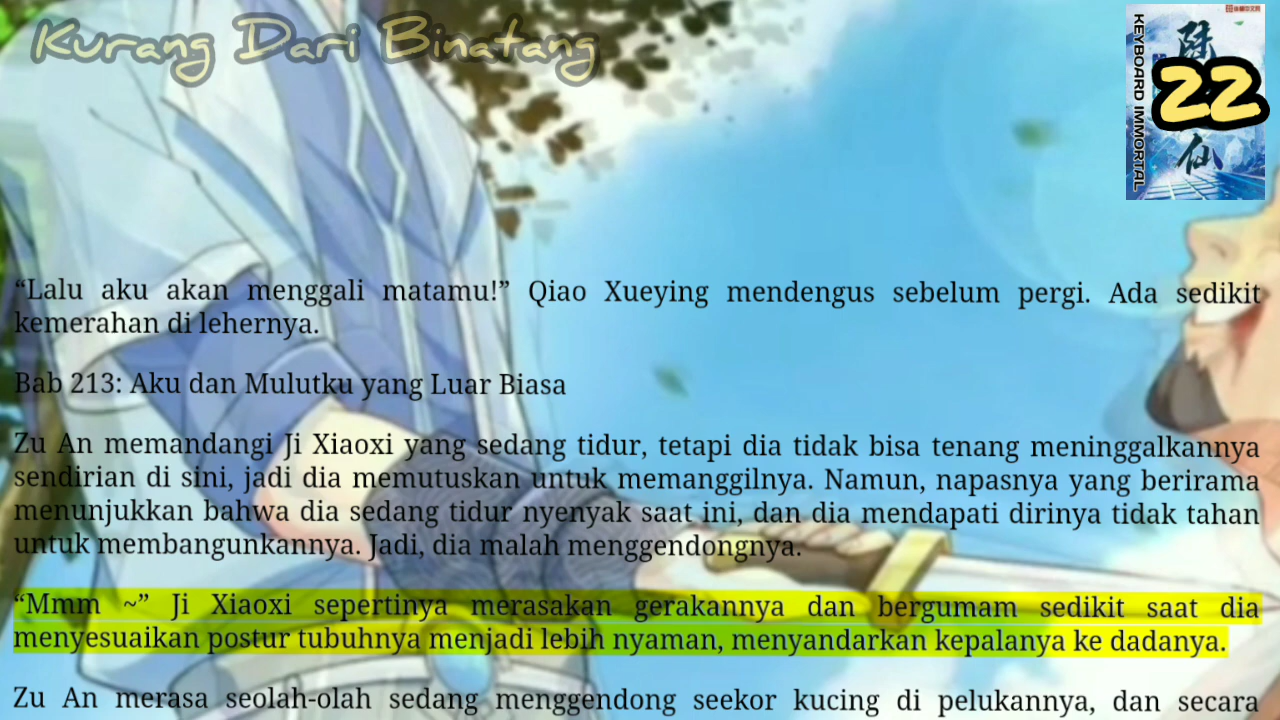 Kurang Dari Binatang
KEYBOARD IMMORTAL
22
仙
“Lalu aku akan menggali matamu!” Qiao Xueying mendengus sebelum pergi. Ada sedikit
kemerahan di lehernya.
Bab 213: Aku dan Mulutku yang Luar Biasa
Zu An memandangi Ji Xiaoxi yang sedang tidur, tetapi dia tidak bisa tenang meninggalkannya
sendirian di sini, jadi dia memutuskan untuk memanggilnya. Namun, napasnya yang berirama
menunjukkan bahwa dia sedang tidur nyenyak saat ini, dan dia mendapati dirinya tidak tahan
untuk membangunkannya. Jadi, dia malah menggendongnya.
“Mmm ~” Ji Xiaoxi sepertinya merasakan gerakannya dan bergumam sedikit saat dia
menyesuaikan postur tubuhnya menjadi lebih nyaman, menyandarkan kepalanya ke dadanya.
Zu An merasa seolah-olah sedang menggendong seekor kucing di pelukannya, dan secara